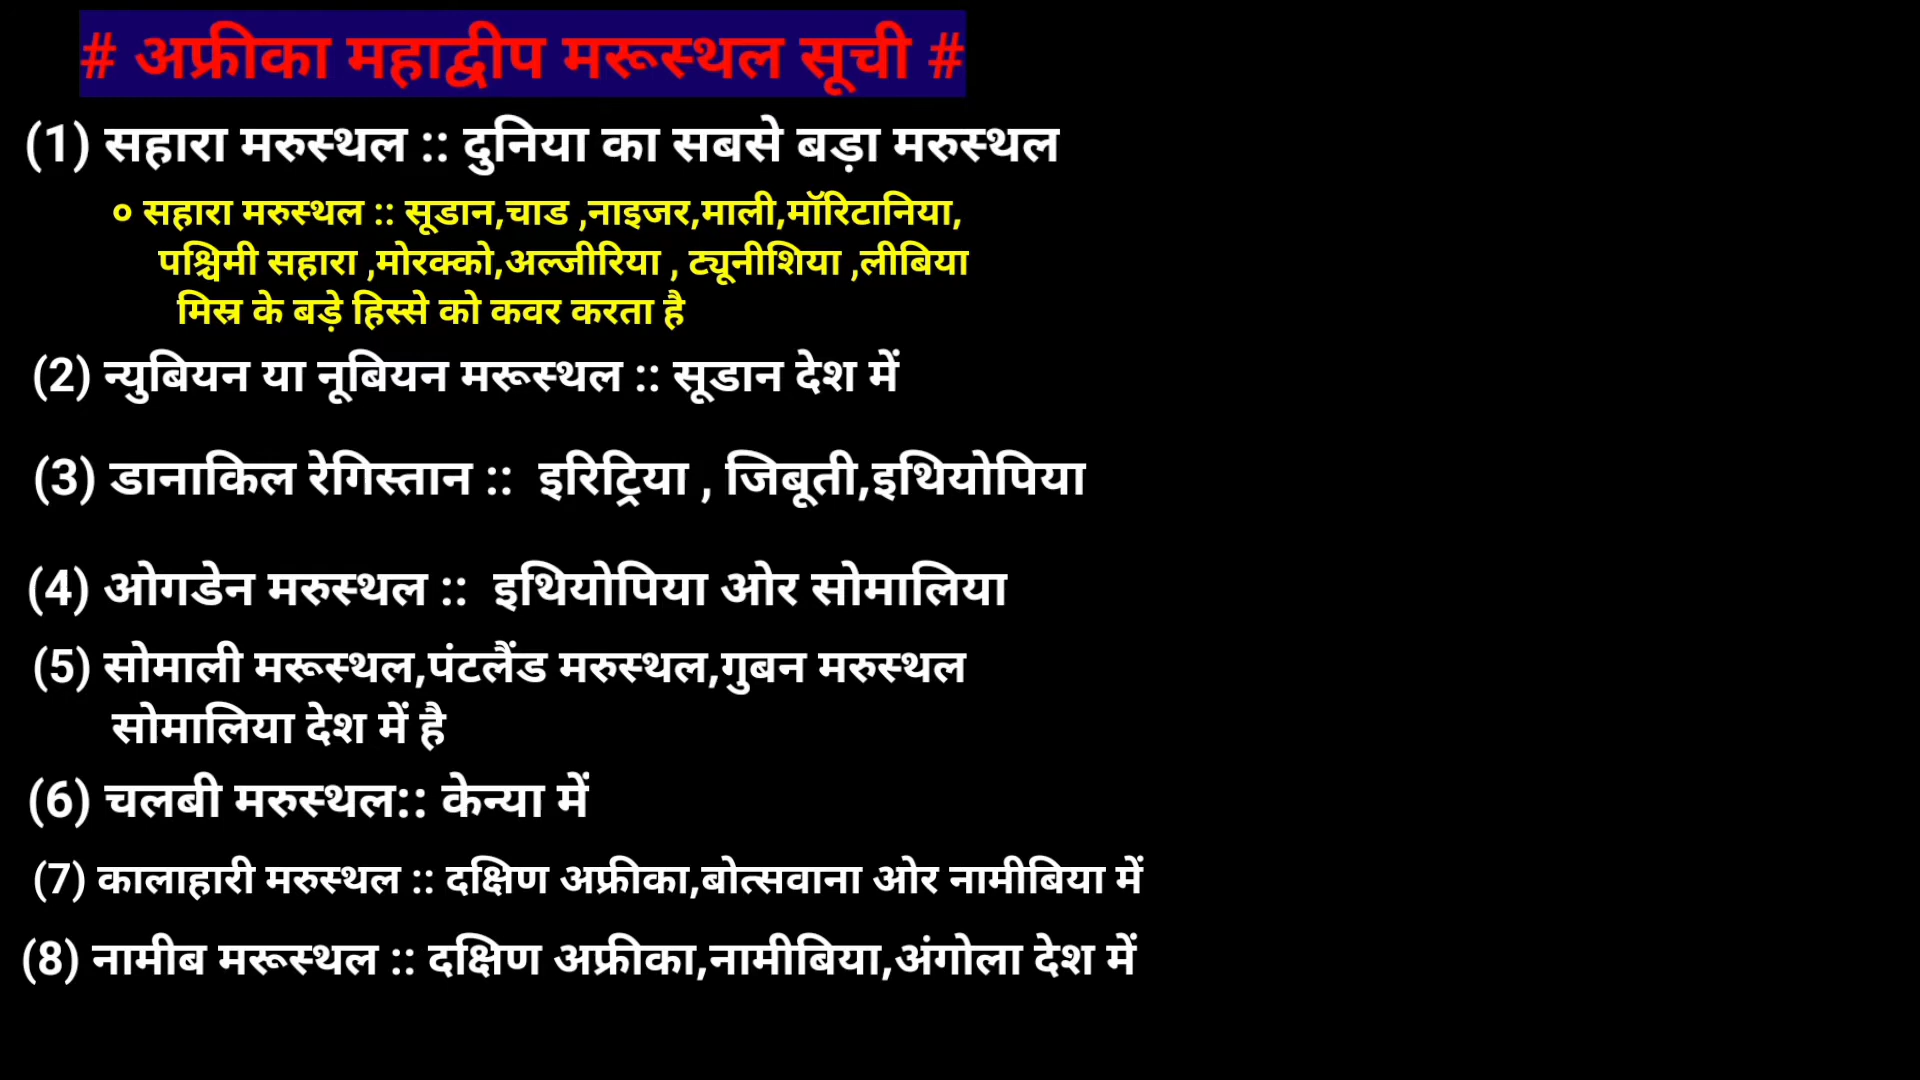 # अफ्रीका महाद्वीप मरूस्थल सूची #
(1) सहारा मरुस्थल :: दुनिया का सबसे बड़ा मरुस्थल
० सहारा मरुस्थल :: सूडान,चाड ,नाइजर,माली,मॉरिटानिया,
पश्चिमी सहारा ,मोरक्को,अल्जीरिया , ट्यूनीशिया ,लीबिया
मिस्र के बड़े हिस्से को कवर करता है
(2) न्युबियन या नूबियन मरूस्थल :: सूडान देश में
(3) डानाकिल रेगिस्तान :: इरिट्रिया , जिबूती,इथियोपिया
(4) ओगडेन मरुस्थल :: इथियोपिया ओर सोमालिया
(5) सोमाली मरूस्थल,पंटलैंड मरुस्थल,गुबन मरुस्थल
सोमालिया देश में है
(6) चलबी मरुस्थल:: केन्या में
(7) कालाहारी मरुस्थल :: दक्षिण अफ्रीका,बोत्सवाना ओर नामीबिया में
(8) नामीब मरूस्थल :: दक्षिण अफ्रीका,नामीबिया,अंगोला देश में